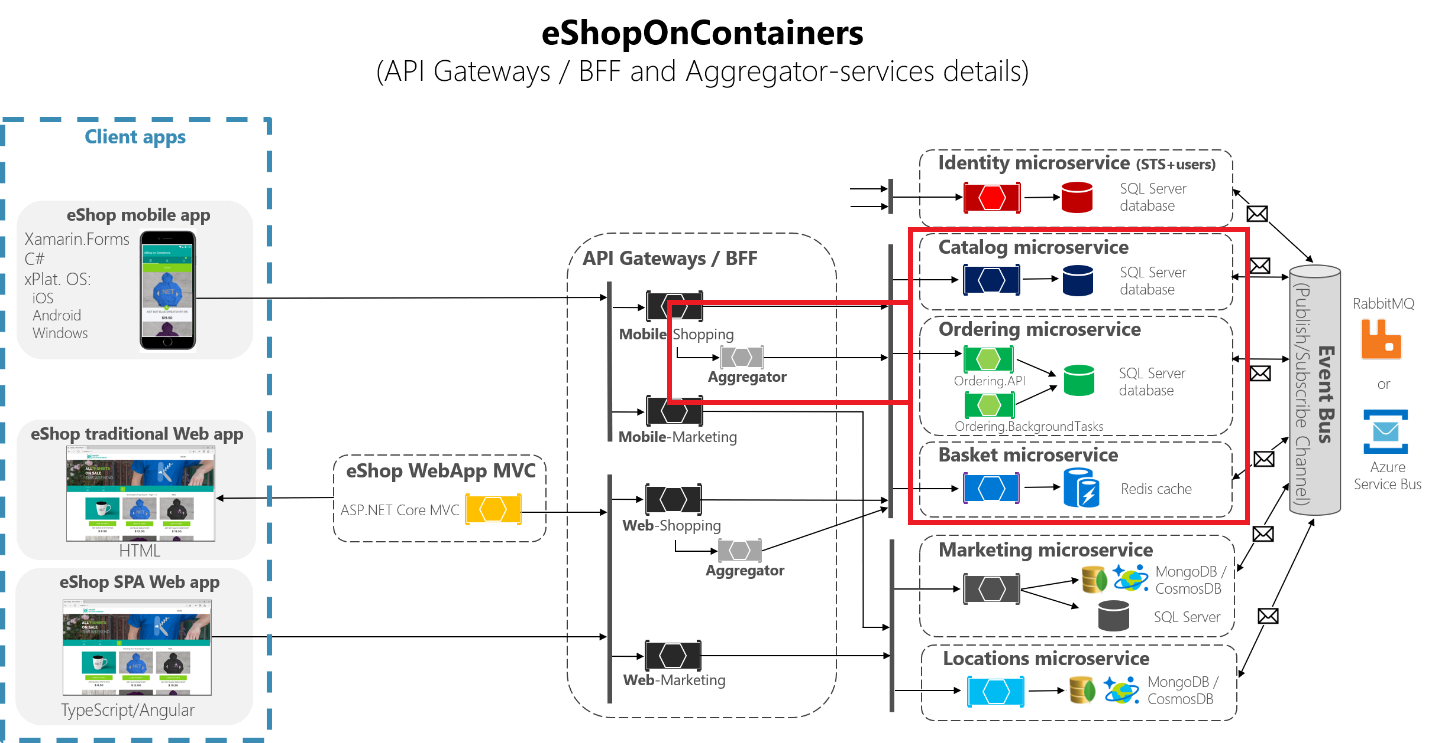 eShopOnContainers
(API Gateways / BFF and Aggregator-services details)
Client apps
eShop mobile app
Xamarin.Forms
C#
xPlat. OS:
iOS
Android
Windows
eShop traditional Web app
HTML
eShop SPA Web app
TypeScript/Angular
eShop WebApp MVC
ASP.NET Core MVC
API Gateways / BFF
Mobile-Shopping
Aggregator
Mobile-Marketing
Web-Shopping
Aggregator
Web-Marketing
Identity microservice (STS+users)
SQL Server
database
Catalog microservice
SQL Server
database
Ordering microservice
Ordering.API
SQL Server
database
Ordering.BackgroundTasks
Basket microservice
Redis cache
Marketing microservice
MongoDB /
CosmosDB
SQL Server
Locations microservice
MongoDB /
CosmosDB
Event Bus
(Publish/Subscribe Channel)
RabbitMQ
or
Azure
Service Bus